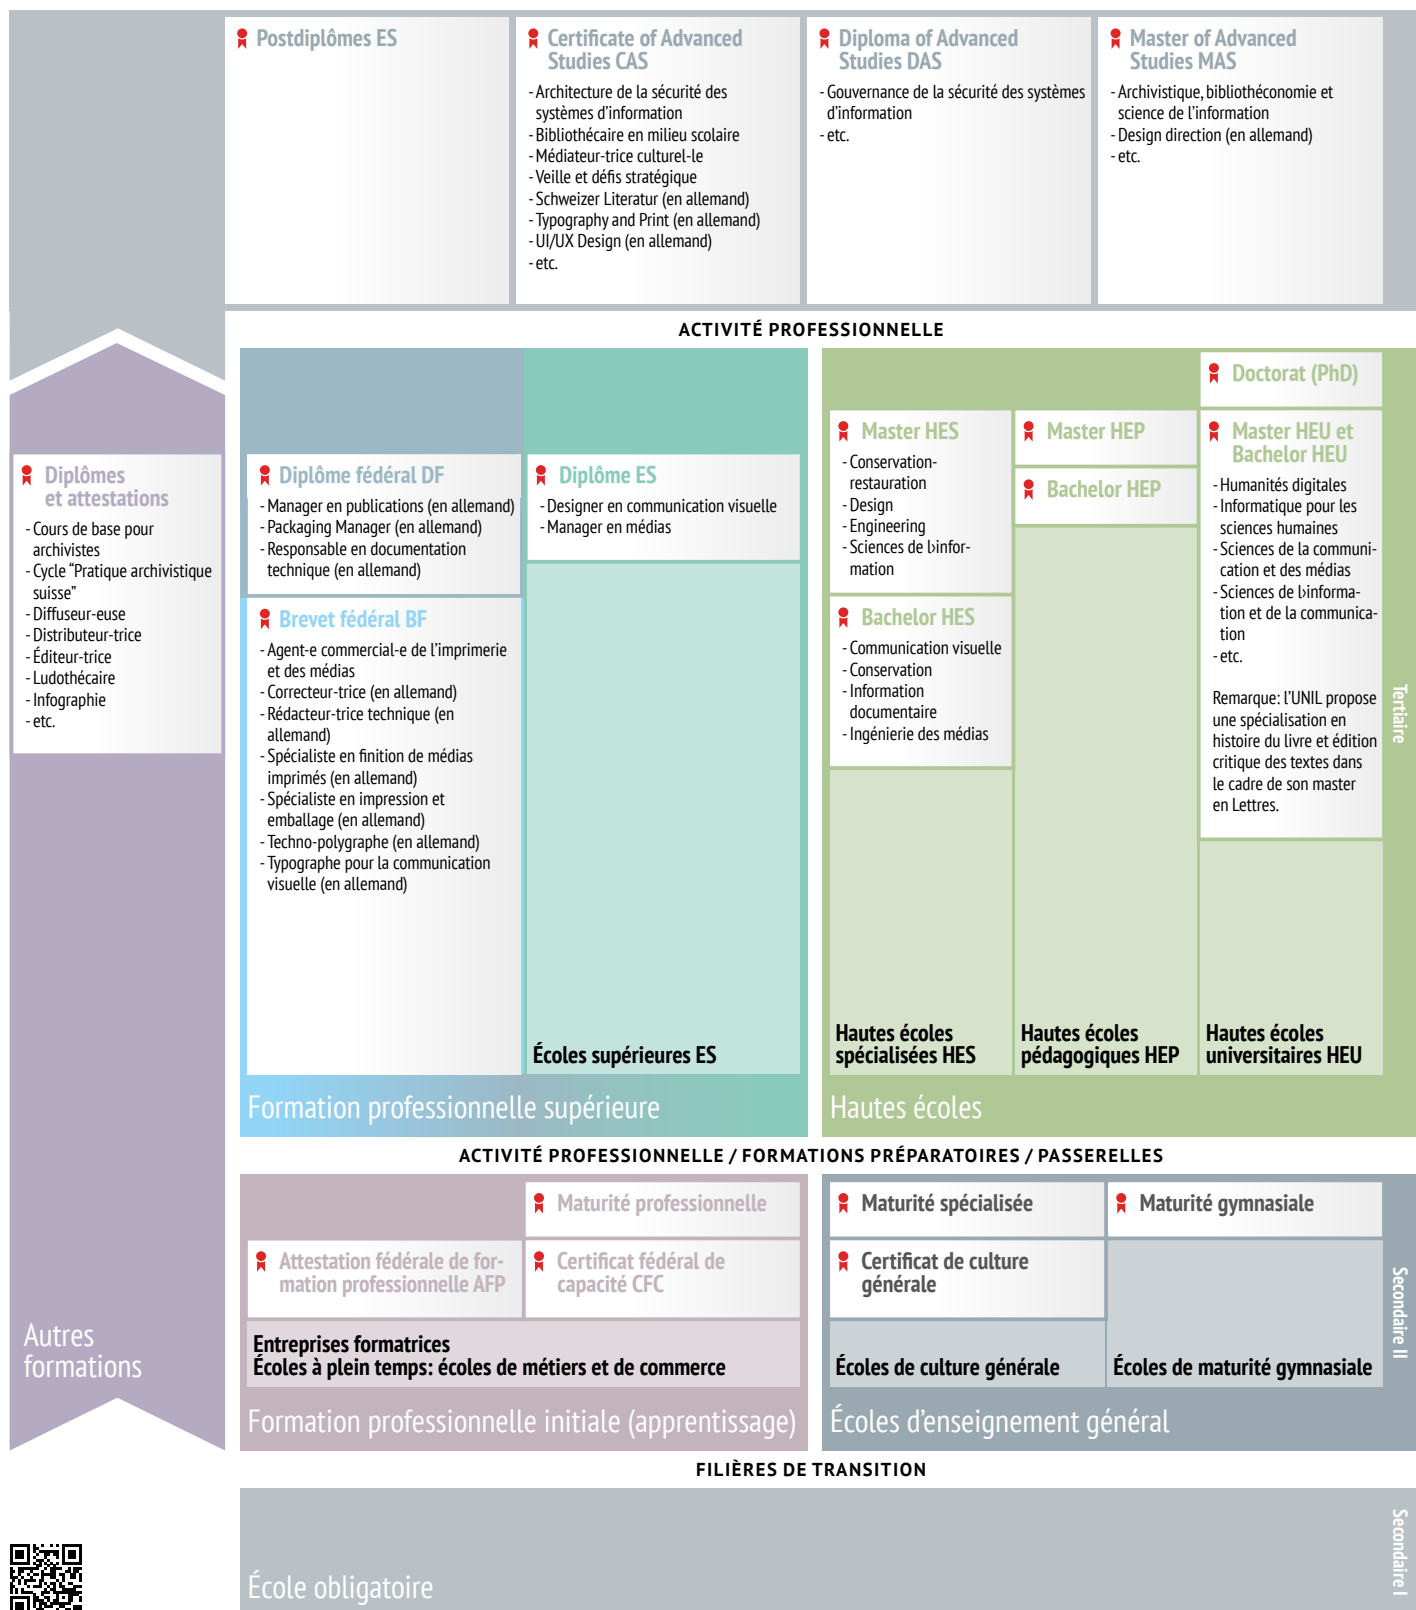 Postdiplômes ES
Certificate of Advanced
Studies CAS
- Architecture de la sécurité des
systèmes d'information
- Bibliothécaire en milieu scolaire
- Médiateur-trice culturel-le
- Veille et défis stratégique
- Schweizer Literatur (en allemand)
- Typography and Print (en allemand)
- UI/UX Design (en allemand)
- etc.
Diploma of Advanced
Studies DAS
- Gouvernance de la sécurité des systèmes
d'information
- etc.
Master of Advanced
Studies MAS
- Archivistique, bibliothéconomie et
science de l'information
- Design direction (en allemand)
- etc.
ACTIVITÉ PROFESSIONNELLE
Diplômes
et attestations
- Cours de base pour
archivistes
- Cycle “Pratique archivistique
suisse”
- Diffuseur-euse
- Distributeur-trice
- Éditeur-trice
- Ludothécaire
- Infographie
- etc.
Autres
formations
Diplôme fédéral DF
- Manager en publications (en allemand)
- Packaging Manager (en allemand)
- Responsable en documentation
technique (en allemand)
Brevet fédéral BF
- Agent-e commercial-e de l'imprimerie
et des médias
- Correcteur-trice (en allemand)
- Rédacteur-trice technique (en
allemand)
- Spécialiste en finition de médias
imprimés (en allemand)
- Spécialiste en impression et
emballage (en allemand)
- Techno-polygraphe (en allemand)
- Typographe pour la communication
visuelle (en allemand)
Diplôme ES
- Designer en communication visuelle
- Manager en médias
Écoles supérieures ES
Formation professionnelle supérieure
Master HES
- Conservation-
restauration
- Design
- Engineering
- Sciences de l›infor-
mation
Bachelor HES
- Communication visuelle
- Conservation
- Information
documentaire
- Ingénierie des médias
Hautes écoles
spécialisées HES
Master HEP
Bachelor HEP
Hautes écoles
pédagogiques HEP
Doctorat (PhD)
Master HEU et
Bachelor HEU
- Humanités digitales
- Informatique pour les
sciences humaines
- Sciences de la communi-
cation et des médias
- Sciences de l›informa-
tion et de la communica-
tion
- etc.
Remarque: l'UNIL propose
une spécialisation en
histoire du livre et édition
critique des textes dans
le cadre de son master
en Lettres.
Hautes écoles
universitaires HEU
Hautes écoles
Tertiaire
ACTIVITÉ PROFESSIONNELLE / FORMATIONS PRÉPARATOIRES / PASSERELLES
Attestation fédérale de for-
mation professionnelle AFP
Maturité professionnelle
Certificat fédéral de
capacité CFC
Entreprises formatrices
Écoles à plein temps: écoles de métiers et de commerce
Formation professionnelle initiale (apprentissage)
Maturité spécialisée
Certificat de culture
générale
Écoles de culture générale
Maturité gymnasiale
Écoles de maturité gymnasiale
Écoles d'enseignement général
Secondaire II
FILIÈRES DE TRANSITION
École obligatoire
Secondaire I